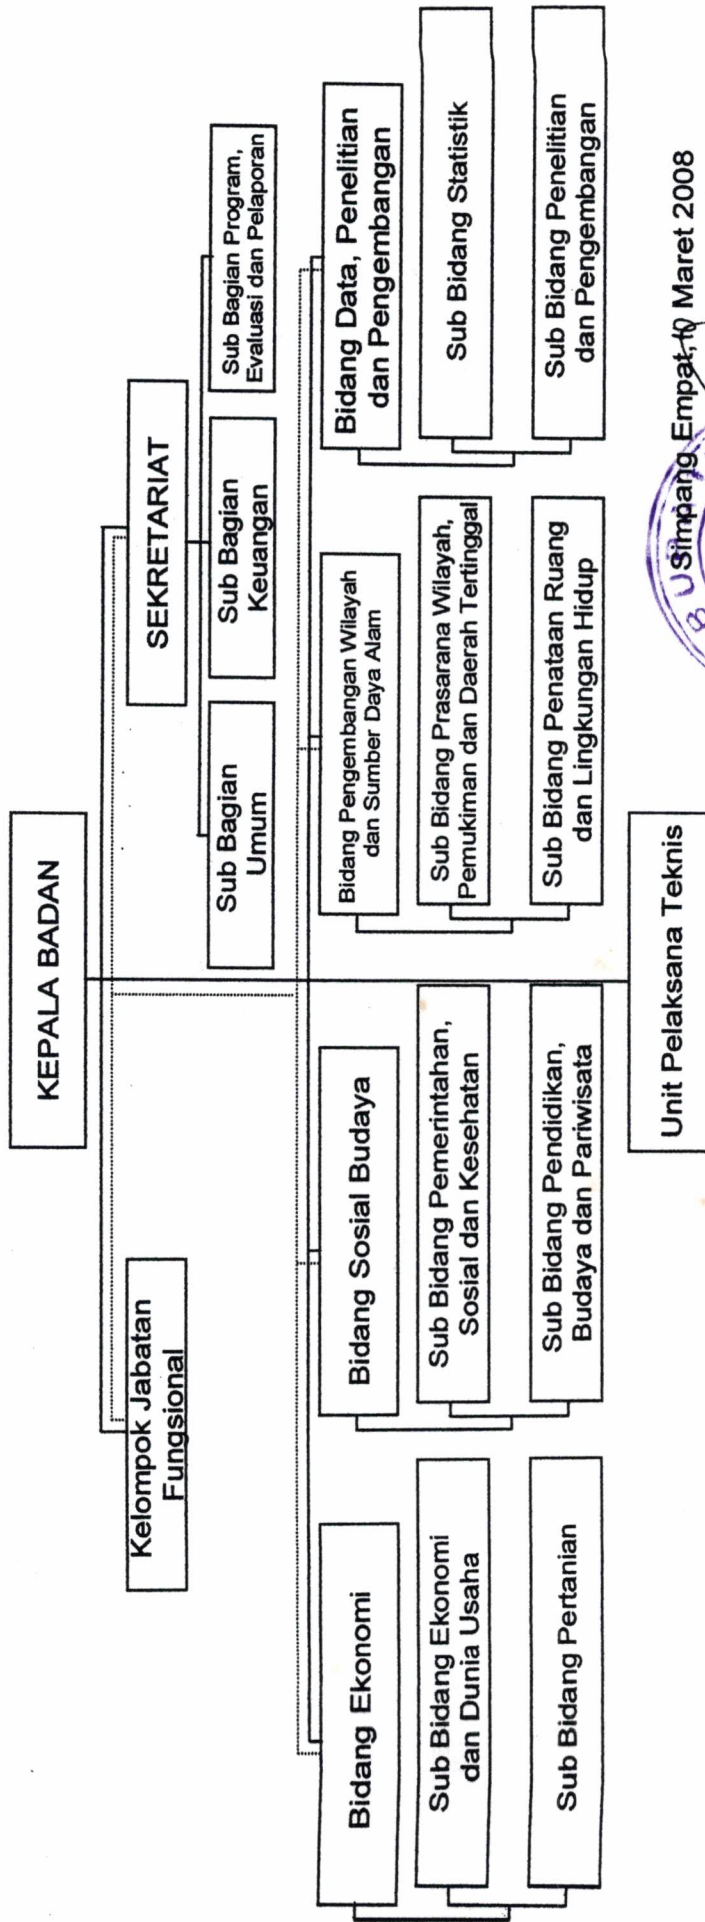 KEPALA BADAN
Kelompok Jabatan
Fungsional
SEKRETARIAT
Sub Bagian
Umum
Sub Bagian
Keuangan
Sub Bagian Program,
Evaluasi dan Pelaporan
Bidang Ekonomi
Sub Bidang Ekonomi
dan Dunia Usaha
Sub Bidang Pertanian
Bidang Sosial Budaya
Sub Bidang Pemerintahan,
Sosial dan Kesehatan
Sub Bidang Pendidikan,
Budaya dan Pariwisata
Bidang Pengembangan Wilayah
dan Sumber Daya Alam
Sub Bidang Prasarana Wilayah,
Pemukiman dan Daerah Tertinggal
Sub Bidang Penataan Ruang
dan Lingkungan Hidup
Bidang Data, Penelitian
dan Pengembangan
Sub Bidang Statistik
Sub Bidang Penelitian
dan Pengembangan
Unit Pelaksana Teknis
Simpang Empat, 10 Maret 2008